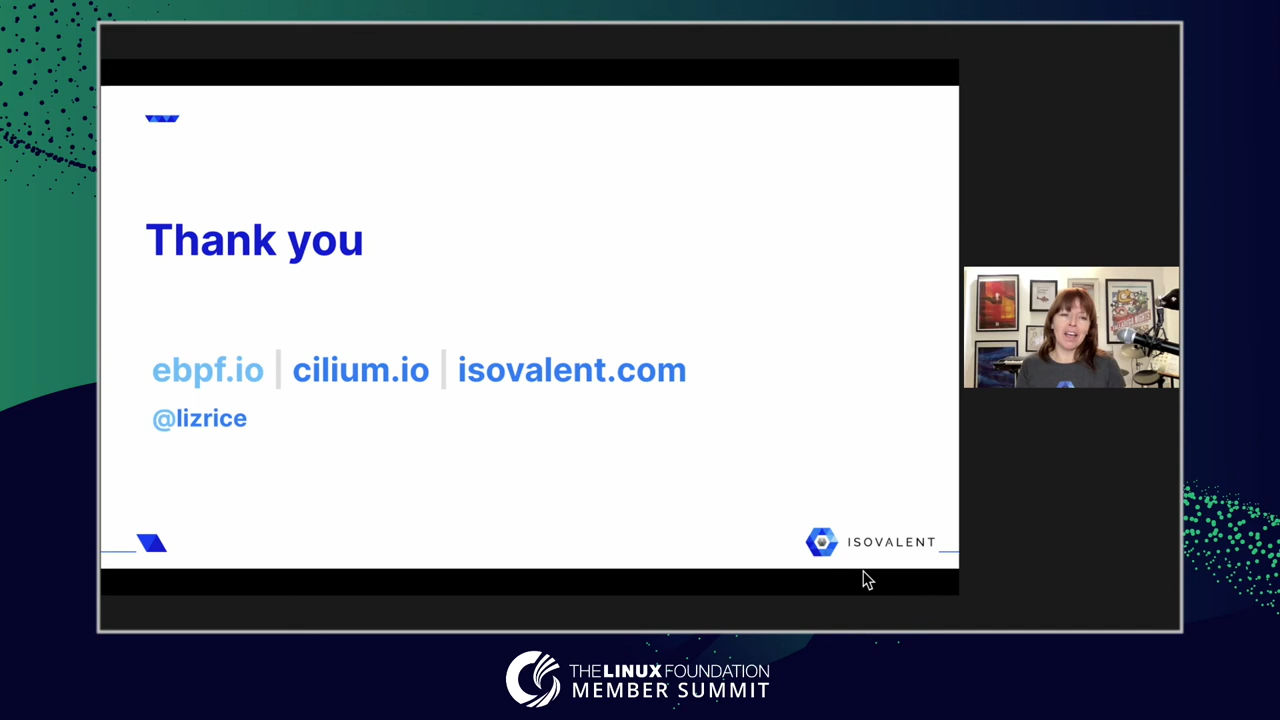 Thank you
ebpf.io | cilium.io | isovalent.com
@lizrice
ISOVALENT
THE LINUX FOUNDATION
MEMBER SUMMIT